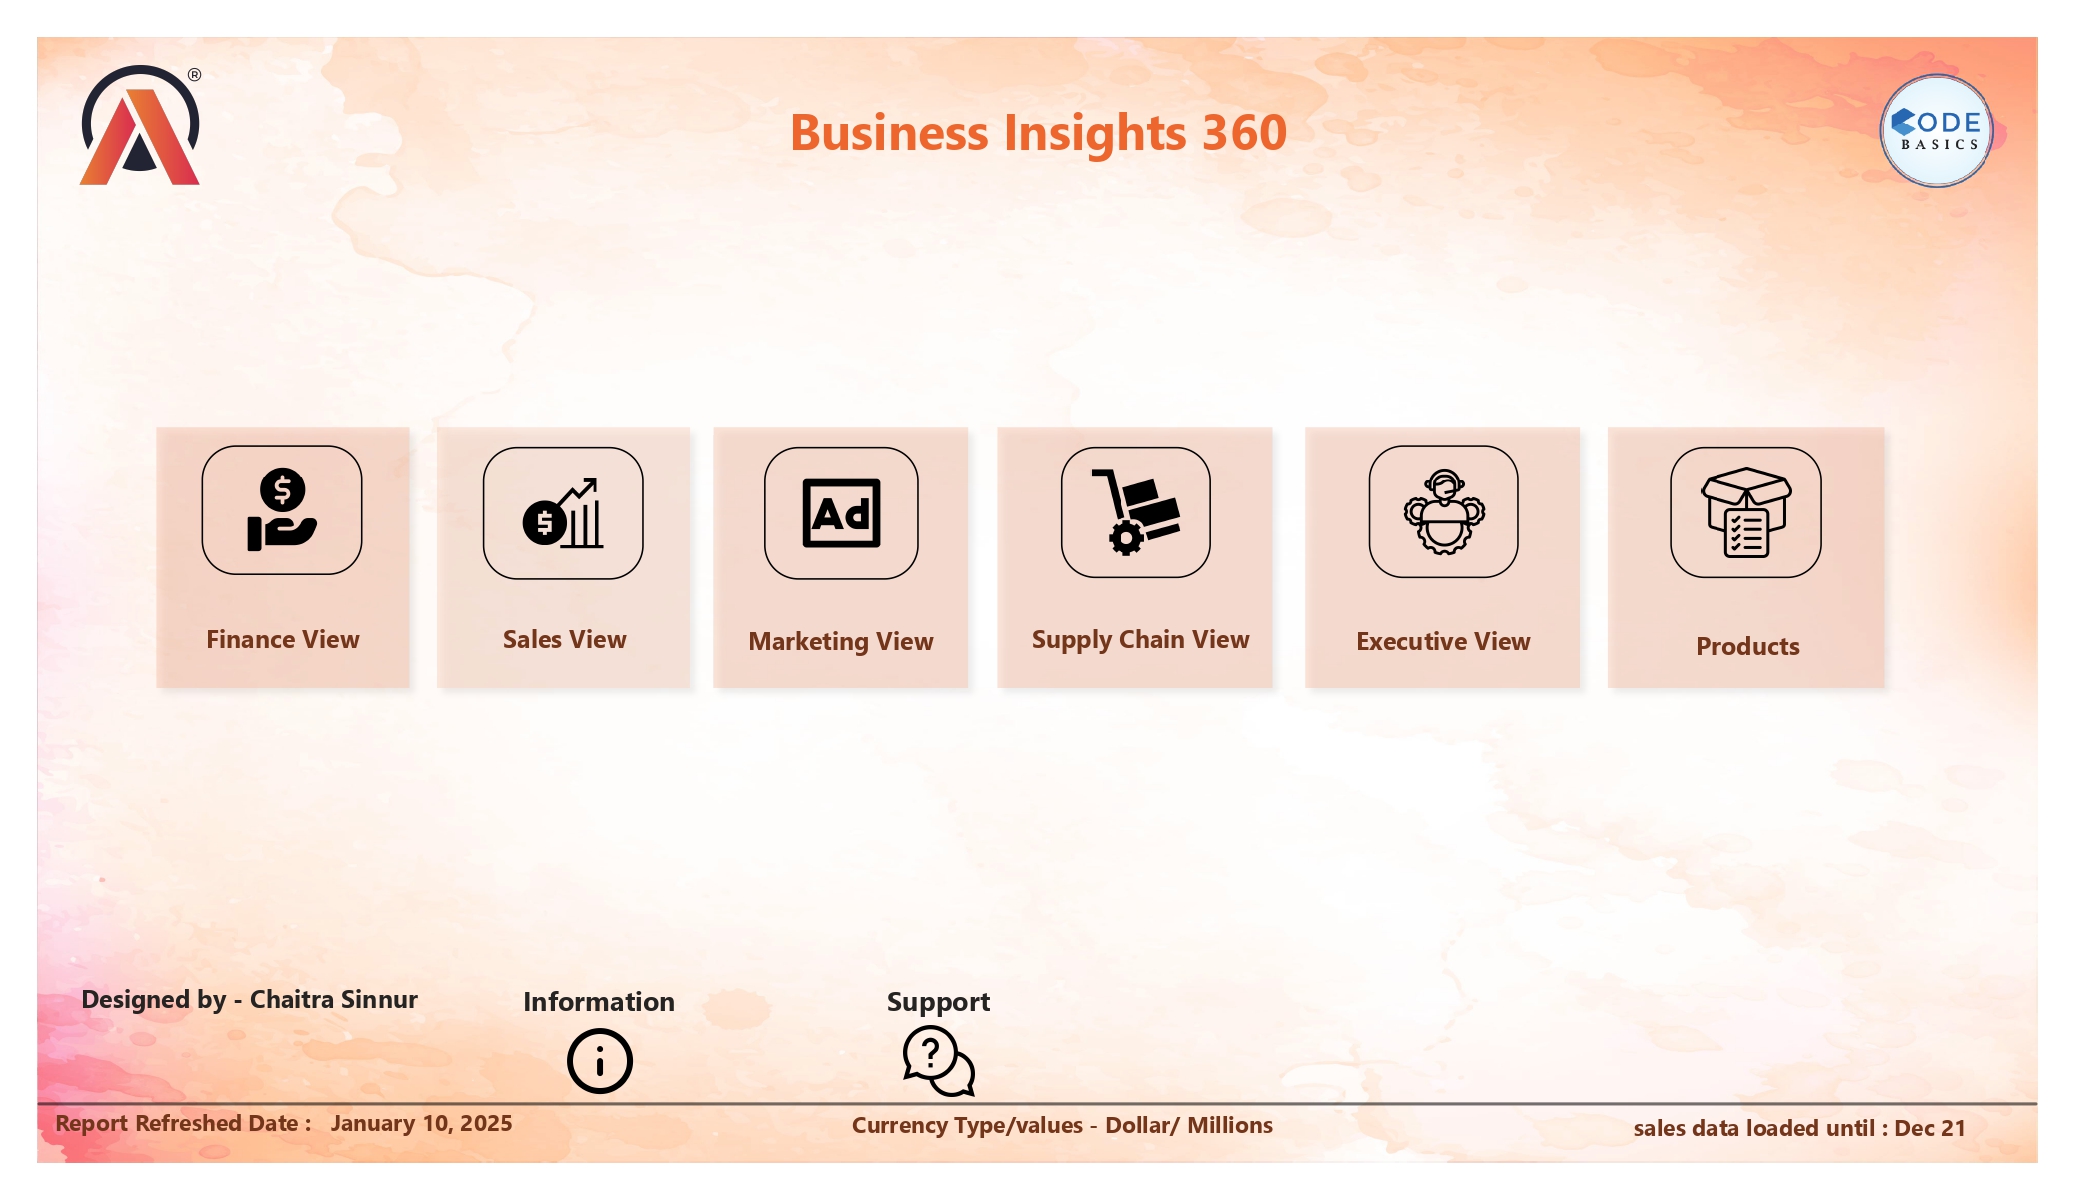 ®
Business Insights 360
CODE
BASICS
$
$
Ad
Finance View
Sales View
Marketing View
Supply Chain View
Executive View
Products
Designed by - Chaitra Sinnur
Information
Support
i
?
Report Refreshed Date : January 10, 2025
Currency Type/values - Dollar/ Millions
sales data loaded until : Dec 21